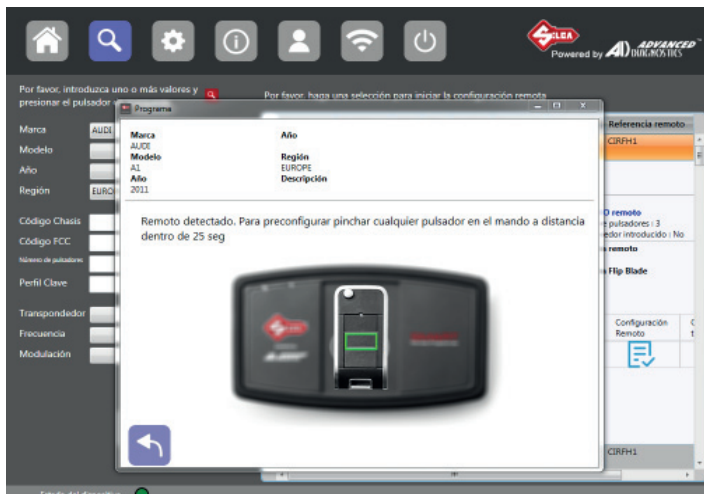 SILCA
Powered by AD ADVANCED DIAGNOSTICS
Por favor, introduzca uno o más valores y
presionar el pulsador
Por favor, haga una selección para iniciar la configuración remota
Programa
Marca
AUDI
Modelo
Año
Región
EURO
Código Chasis
Código FCC
Número de pulsadores
Perfil Clave
Transpondedor
Frecuencia
Modulación
Marca
AUDI
Modelo
A1
Año
2011
Año
Región
EUROPE
Descripción
Remoto detectado. Para preconfigurar pinchar cualquier pulsador en el mando a distancia
dentro de 25 seg
SILCA
Referencia remoto
CIRFH1
O remoto
pulsadores : 3
edor introducido : No
remoto
Flip Blade
Configuración
Remoto
CIRFH1